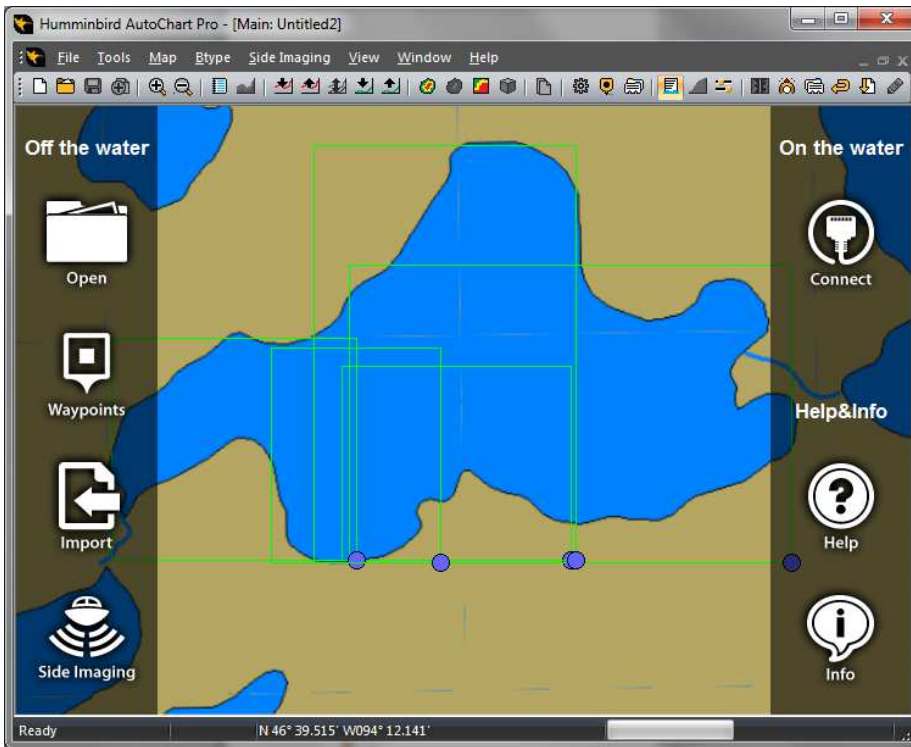 Humminbird AutoChart Pro - [Main: Untitled2]
File Tools Map Btype Side Imaging View Window Help
Off the water
On the water
Open
Connect
Waypoints
Help&Info
Import
Help
Side Imaging
Info
Ready N 46° 39.515' W094° 12.141'